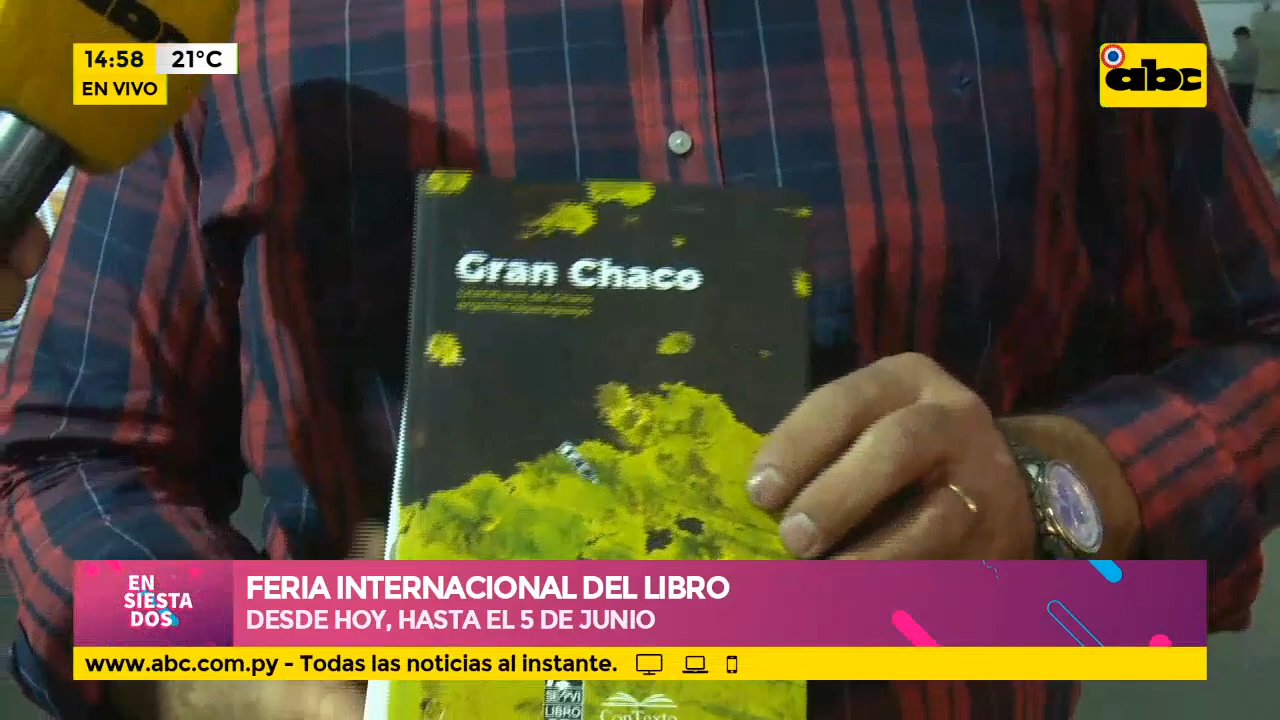 14:58 21°C
EN VIVO
abc
Gran Chaco
EN
SIESTA
DOS
FERIA INTERNACIONAL DEL LIBRO
DESDE HOY, HASTA EL 5 DE JUNIO
www.abc.com.py - Todas las noticias al instante.
SERVI
LIBRO
ConTexto